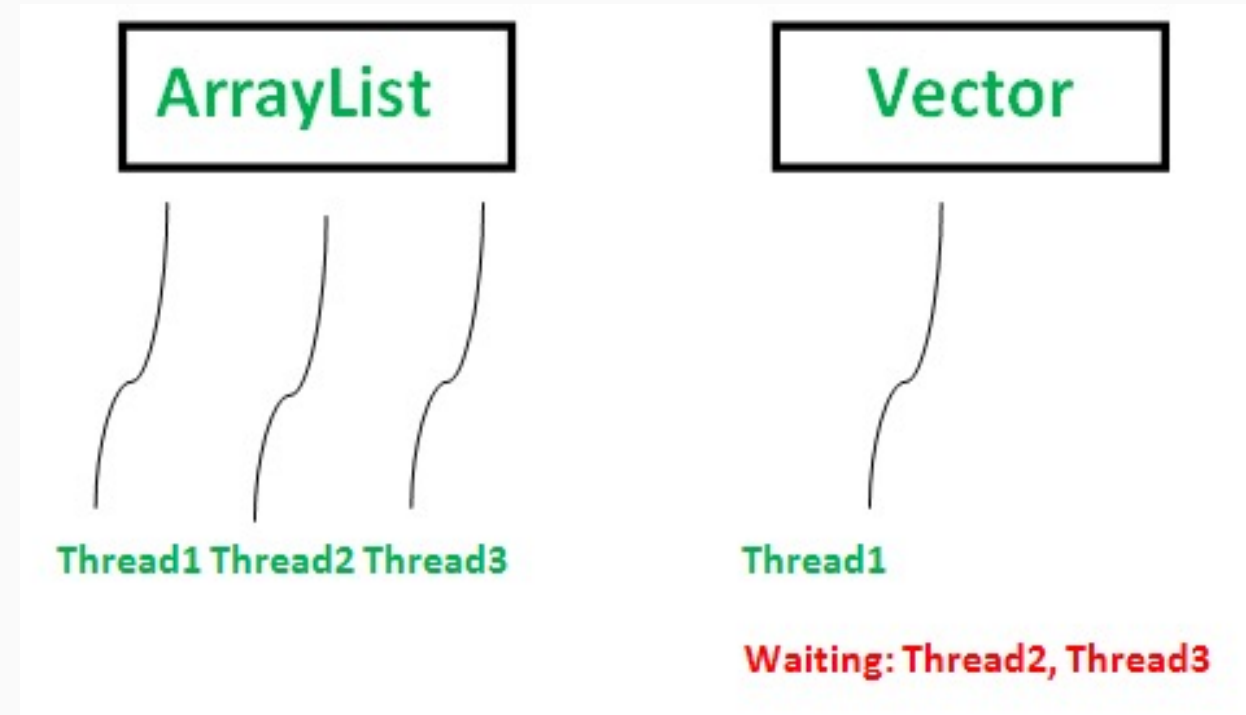 ArrayList
Vector
Thread1 Thread2 Thread3
Thread1
Waiting: Thread2, Thread3